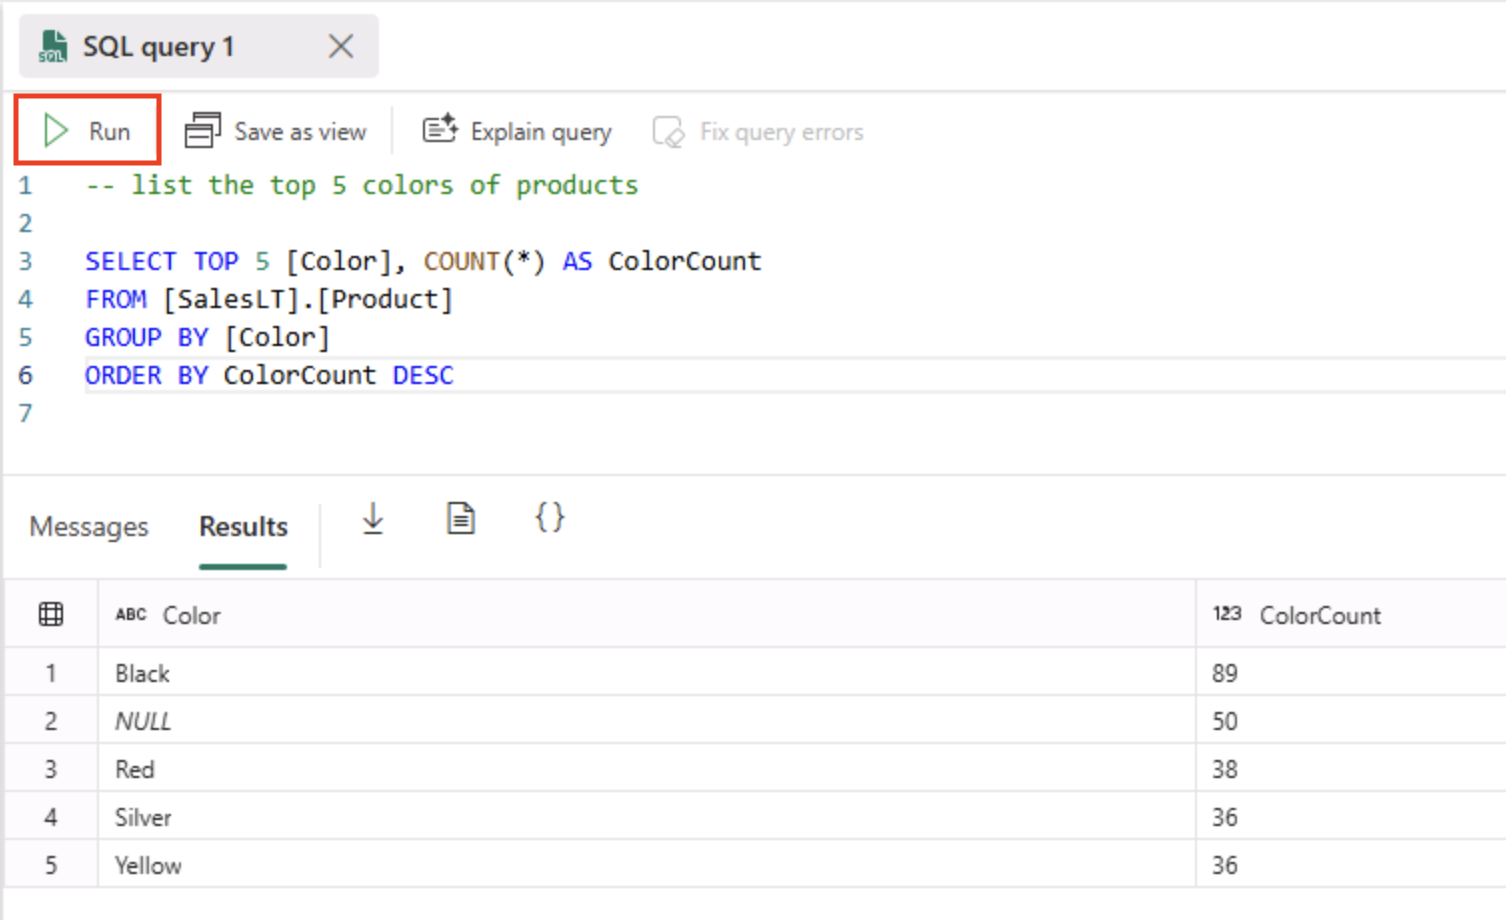 SQL query 1
Run Save as view Explain query Fix query errors
1 -- list the top 5 colors of products
2
3 SELECT TOP 5 [Color], COUNT(*) AS ColorCount
4 FROM [SalesLT].[Product]
5 GROUP BY [Color]
6 ORDER BY ColorCount DESC
7
Messages Results {}
ABC Color 123 ColorCount
1 Black 89
2 NULL 50
3 Red 38
4 Silver 36
5 Yellow 36